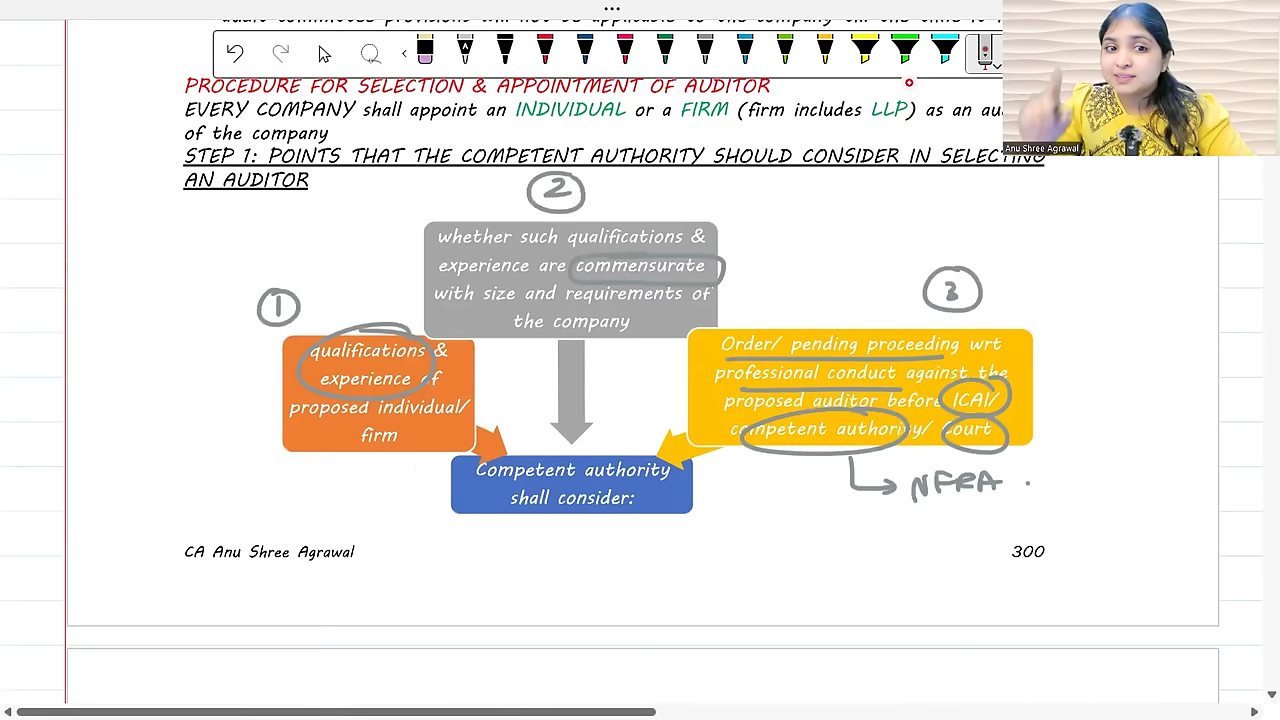 PROCEDURE FOR SELECTION & APPOINTMENT OF AUDITOR
EVERY COMPANY shall appoint an INDIVIDUAL or a FIRM (firm includes LLP) as an au
of the company
STEP 1: POINTS THAT THE COMPETENT AUTHORITY SHOULD CONSIDER IN SELECTING
AN AUDITOR
2
whether such qualifications &
experience are commensurate
with size and requirements of
the company
1
qualifications &
experience of
proposed individual/
firm
3
Order/ pending proceeding wrt
professional conduct against the
proposed auditor before ICAI/
competent authority/ Court
NFRA
Competent authority
shall consider:
CA Anu Shree Agrawal
300
Anu Shree Agrawal